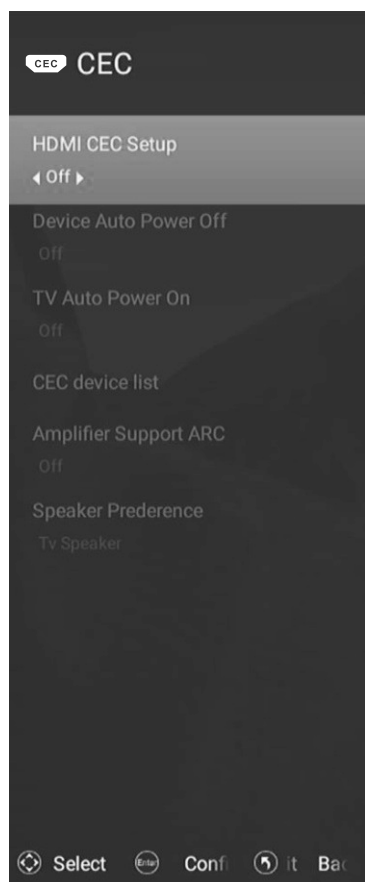 CEC CEC
HDMI CEC Setup
Off
Device Auto Power Off
Off
TV Auto Power On
Off
CEC device list
Amplifier Support ARC
Off
Speaker Prederence
Tv Speaker
Select Enter Confi it Bac